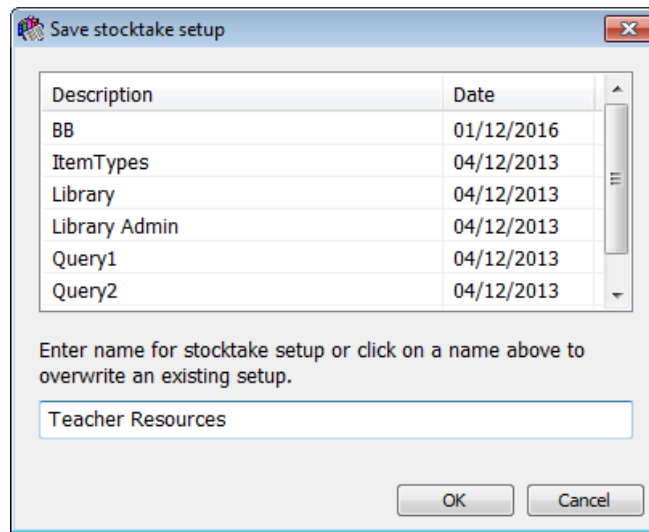 Save stocktake setup
Description Date
BB 01/12/2016
ItemTypes 04/12/2013
Library 04/12/2013
Library Admin 04/12/2013
Query1 04/12/2013
Query2 04/12/2013
Enter name for stocktake setup or click on a name above to
overwrite an existing setup.
Teacher Resources
OK Cancel